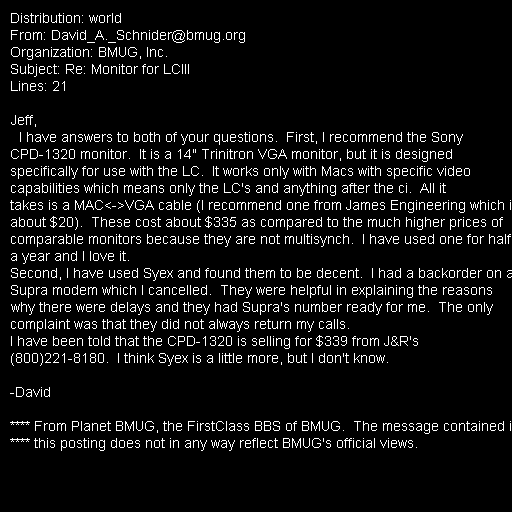 Distribution: world
From: David_A._Schnider@bmug.org
Organization: BMUG, Inc.
Subject: Re: Monitor for LCIII
Lines: 21

Jeff,
  I have answers to both of your questions.  First, I recommend the Sony
CPD-1320 monitor.  It is a 14" Trinitron VGA monitor, but it is designed
specifically for use with the LC.  It works only with Macs with specific video
capabilities which means only the LC's and anything after the ci.  All it
takes is a MAC<->VGA cable (I recommend one from James Engineering which i
about $20).  These cost about $335 as compared to the much higher prices of
comparable monitors because they are not multisynch.  I have used one for half
a year and I love it.
Second, I have used Syex and found them to be decent.  I had a backorder on a
Supra modem which I cancelled.  They were helpful in explaining the reasons
why there were delays and they had Supra's number ready for me.  The only
complaint was that they did not always return my calls.
I have been told that the CPD-1320 is selling for $339 from J&R's
(800)221-8180.  I think Syex is a little more, but I don't know.

-David

**** From Planet BMUG, the FirstClass BBS of BMUG.  The message contained i
**** this posting does not in any way reflect BMUG's official views.